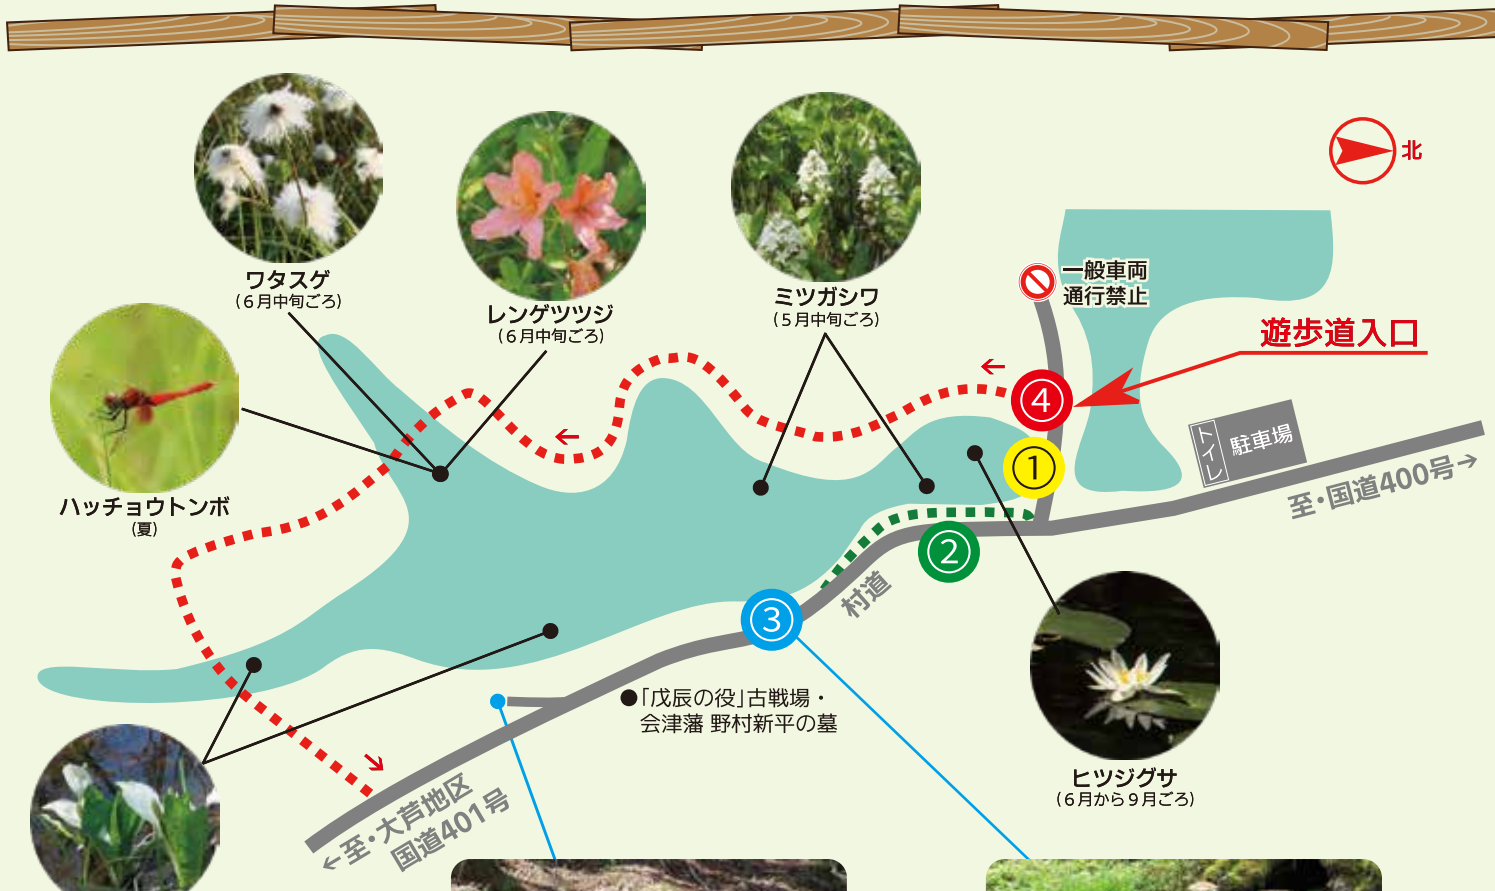 北
ワタスゲ
(6月中旬ごろ)
レンゲツツジ
(6月中旬ごろ)
ミツガシワ
(5月中旬ごろ)
一般車両
通行禁止
遊歩道入口
④
①
②
③
トイレ
駐車場
至・国道400号→
ハッチョウトンボ
(夏)
村道
●「戊辰の役」古戦場・
会津藩 野村新平の墓
ヒツジグサ
(6月から9月ごろ)
←至・大芦地区
国道401号